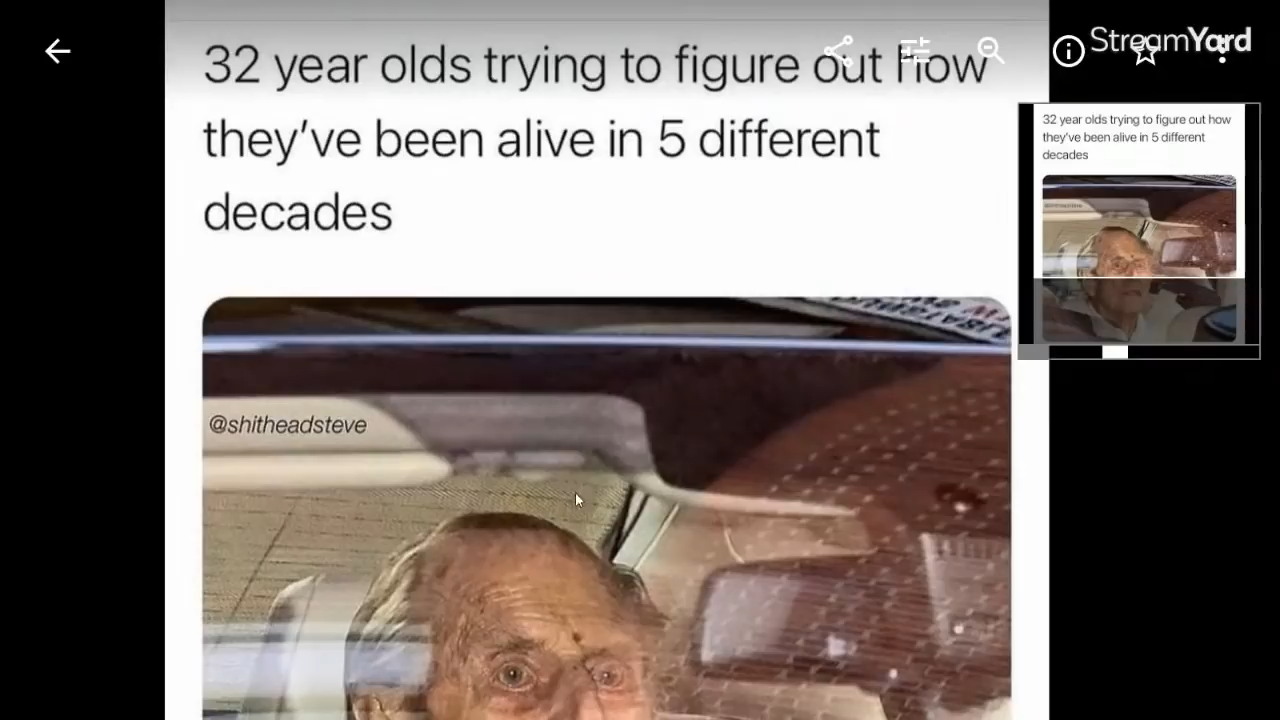 32 year olds trying to figure out how
they've been alive in 5 different
decades
StreamYard
@shitheadsteve
32 year olds trying to figure out how
they've been alive in 5 different
decades